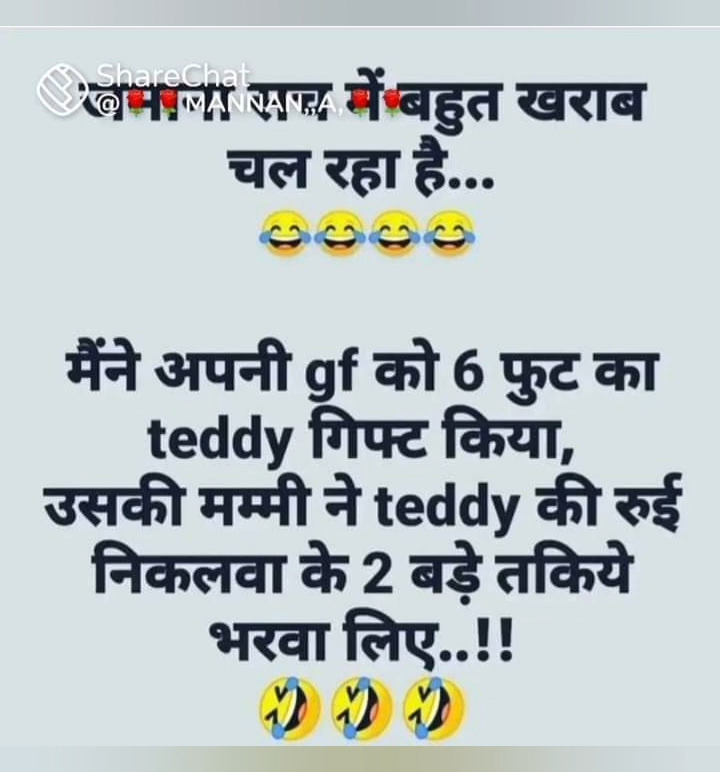 ShareChat
@🌹🌹MANNAN,,A,🌹🌹
में बहुत खराब
चल रहा है...
😂😂😂😂
मैंने अपनी gf को 6 फुट का
teddy गिफ्ट किया,
उसकी मम्मी ने teddy की रुई
निकलवा के 2 बड़े तकिये
भरवा लिए..!!
🤣🤣🤣